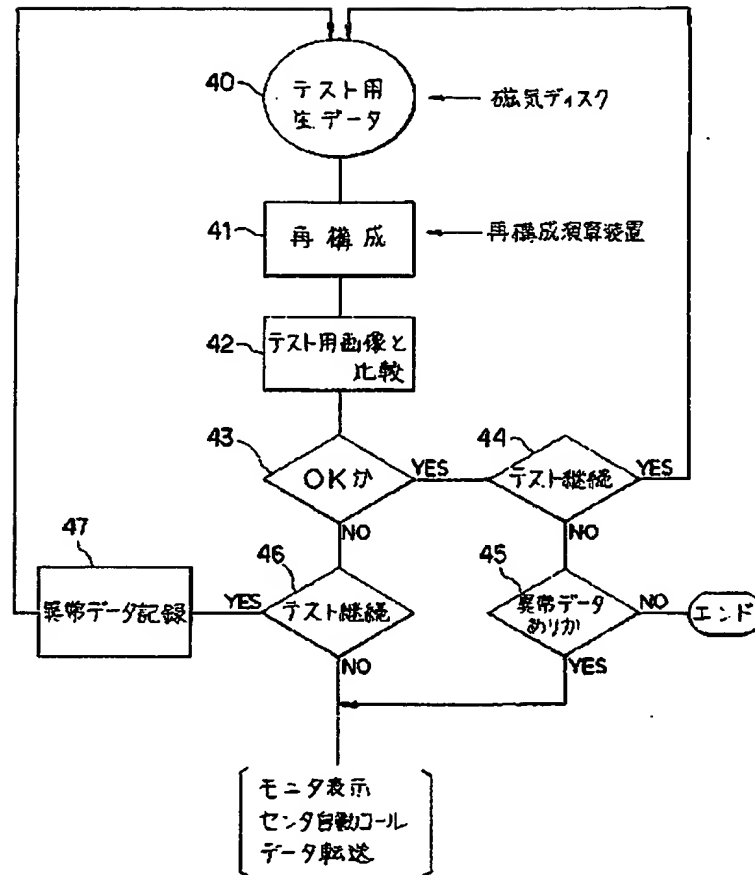 40
テスト用
生データ
磁気ディスク
41
再構成
再構成演算装置
42
テスト用画像と
比較
43
OKか
YES
NO
44
テスト継続
YES
NO
45
異常データ
ありか
NO
YES
エンド
46
テスト継続
YES
NO
47
異常データ記録
モニタ表示
センタ自動コール
データ転送